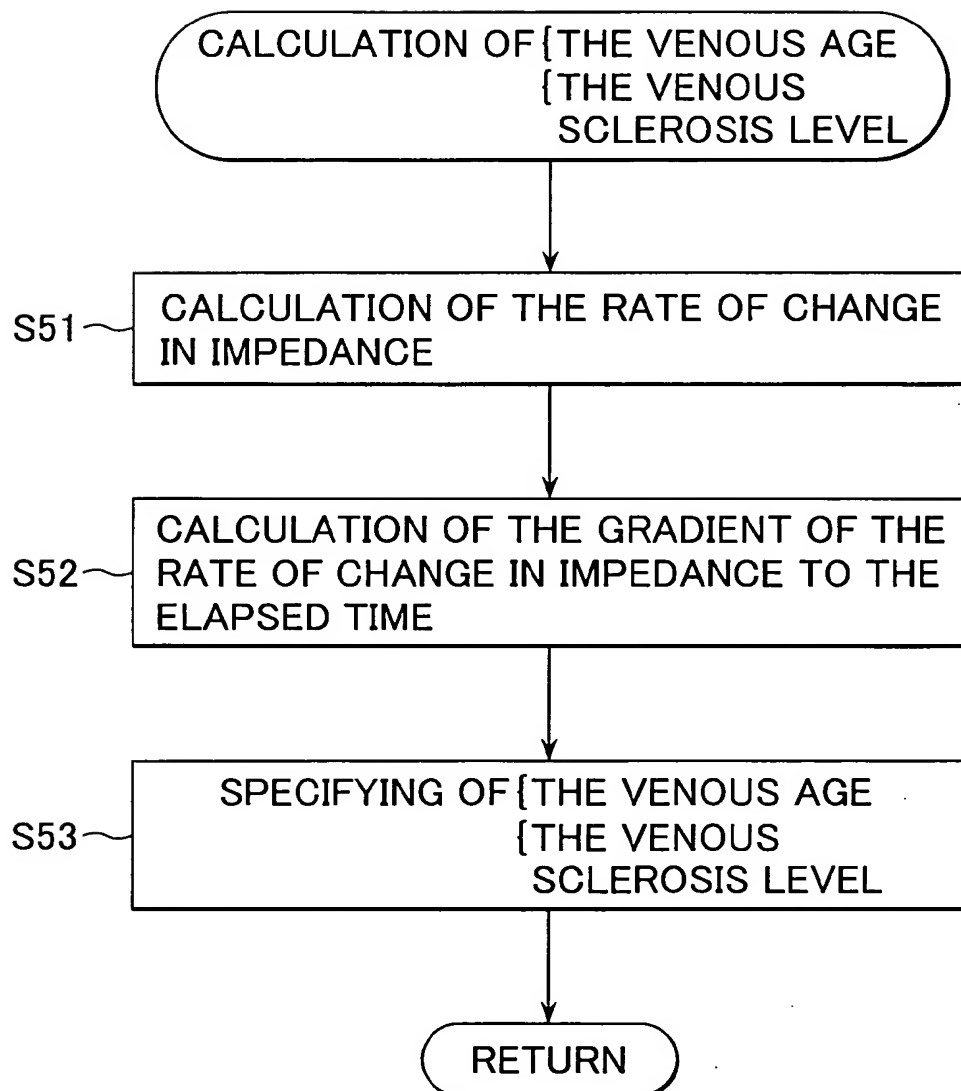 CALCULATION OF {THE VENOUS AGE
{THE VENOUS
SCLEROSIS LEVEL
S51
CALCULATION OF THE RATE OF CHANGE
IN IMPEDANCE
S52
CALCULATION OF THE GRADIENT OF THE
RATE OF CHANGE IN IMPEDANCE TO THE
ELAPSED TIME
S53
SPECIFYING OF {THE VENOUS AGE
{THE VENOUS
SCLEROSIS LEVEL
RETURN